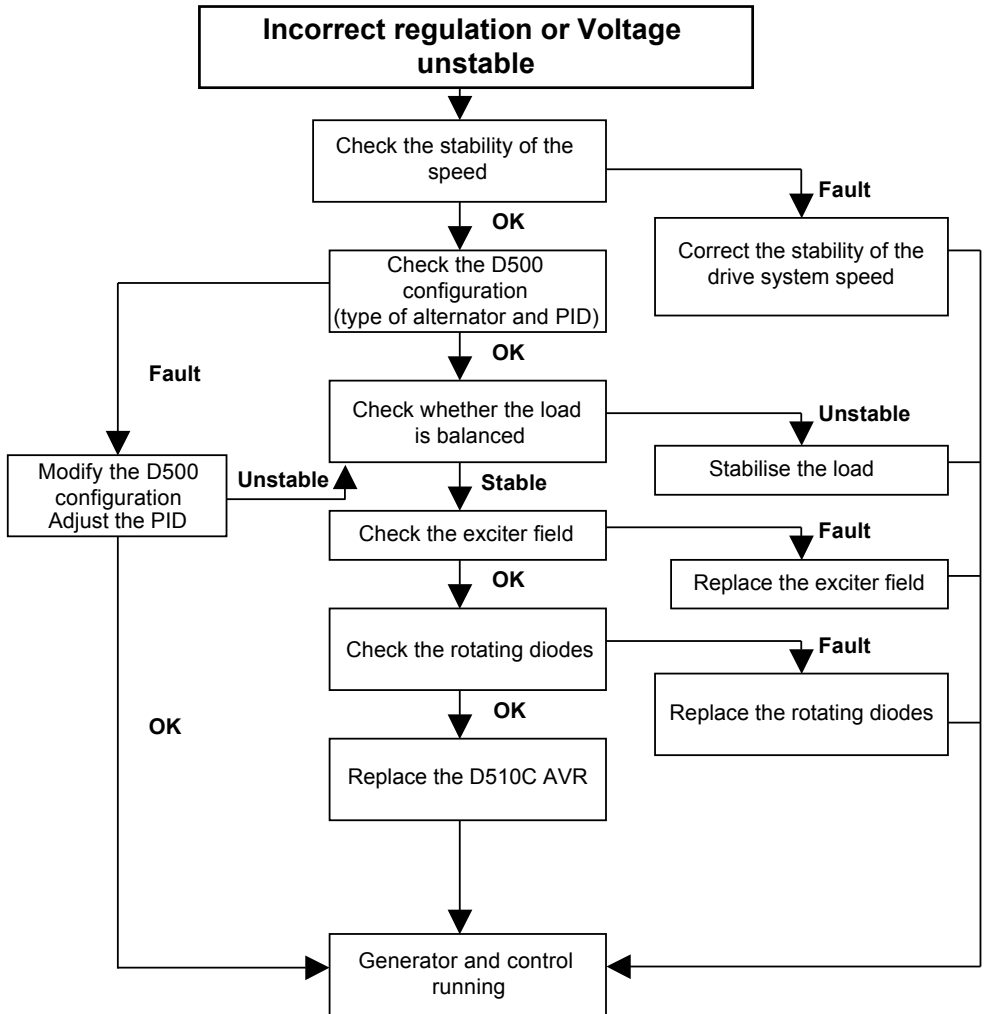 Incorrect regulation or Voltage
unstable
Check the stability of the
speed
Fault
OK
Correct the stability of the
drive system speed
Check the D500
configuration
(type of alternator and PID)
OK
Fault
Check whether the load
is balanced
Unstable
Stabilise the load
Modify the D500
configuration
Adjust the PID
Unstable
Stable
Check the exciter field
Fault
Replace the exciter field
OK
Check the rotating diodes
Fault
Replace the rotating diodes
OK
OK
Replace the D510C AVR
Generator and control
running